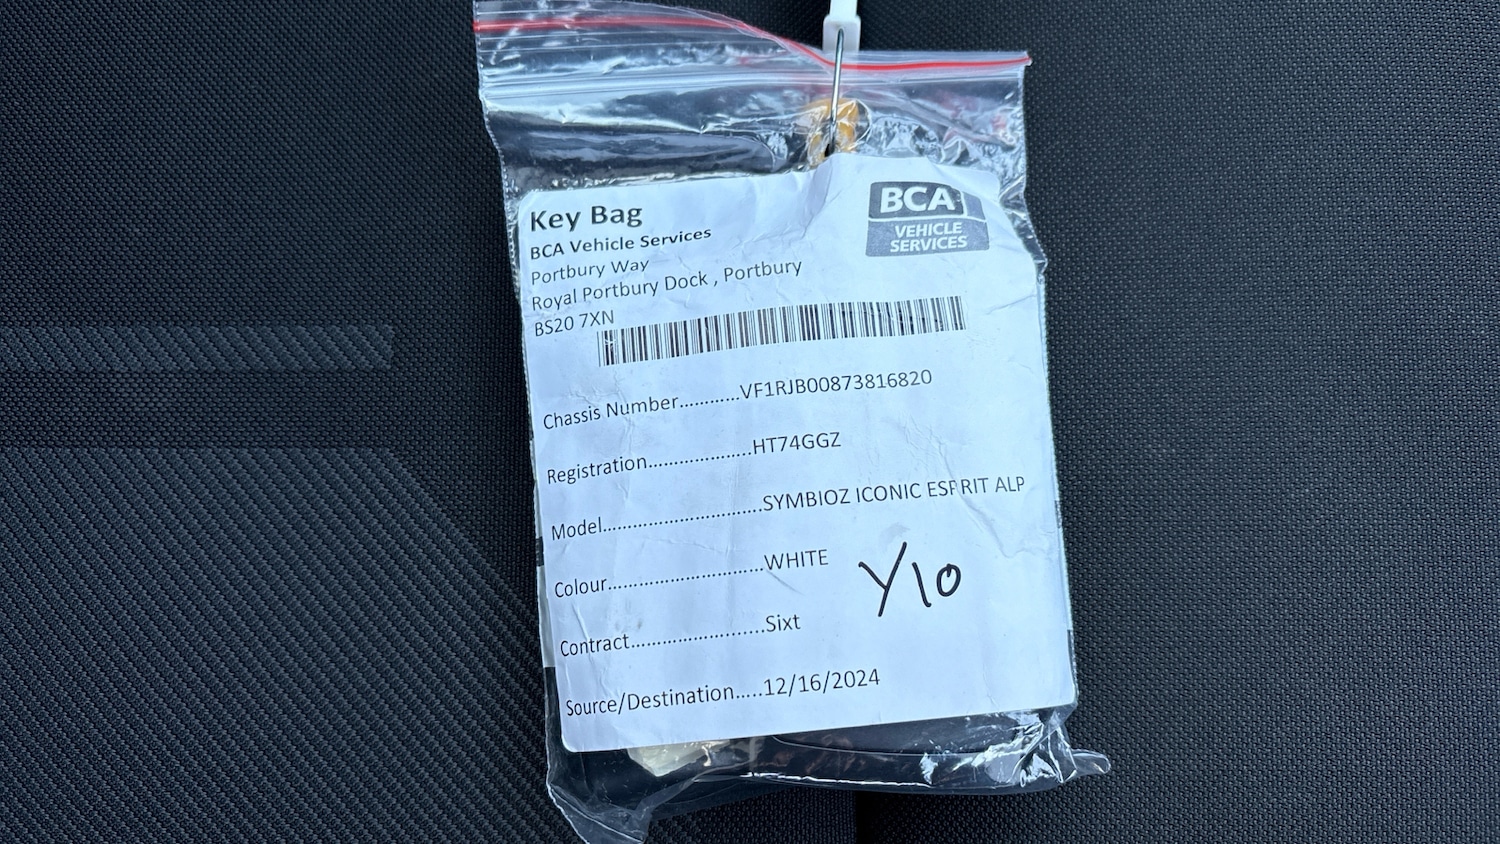 Key Bag
BCA Vehicle Services
Portbury Way
Royal Portbury Dock , Portbury
BS20 7XN
BCA
VEHICLE
SERVICES
Chassis Number............VF1RJB00873816820
Registration...................HT74GGZ
Model.............................SYMBIOZ ICONIC ESPRIT ALP
Colour............................WHITE
Y10
Contract........................Sixt
Source/Destination.....12/16/2024